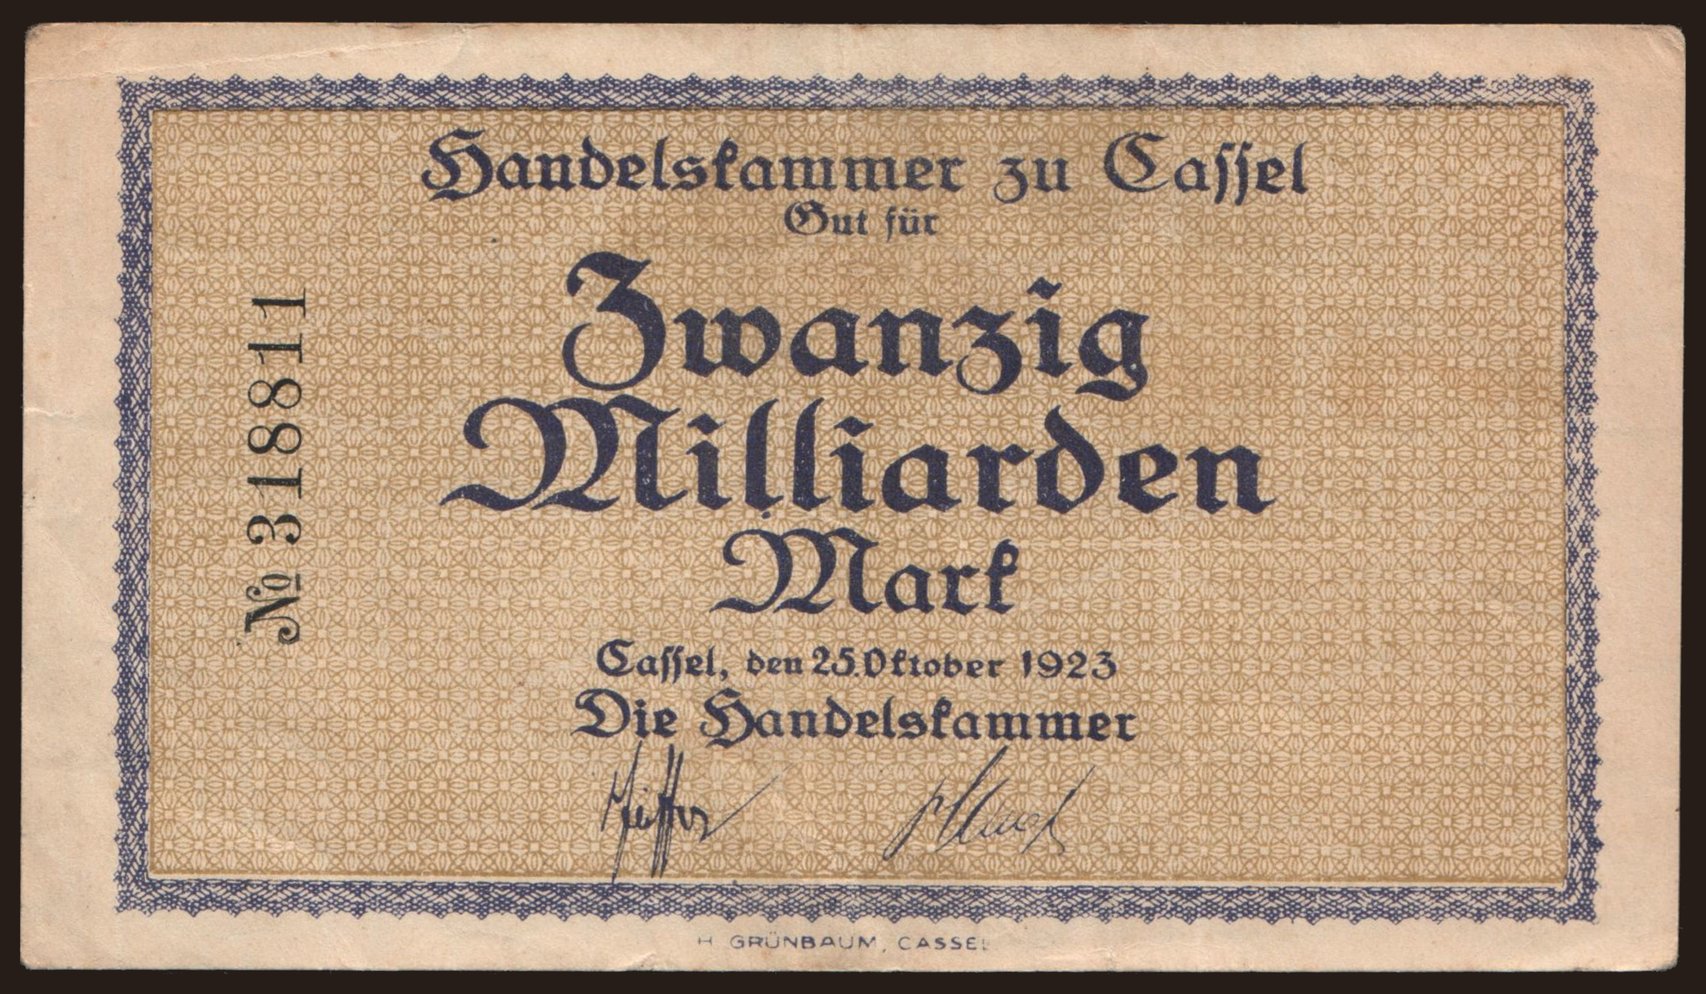 Handelskammer zu Cassel
Gut für
Zwanzig
Milliarden
Mark
Cassel, den 25. Oktober 1923
Die Handelskammer
Pfeiffer
№ 318811
H. GRÜNBAUM, CASSEL